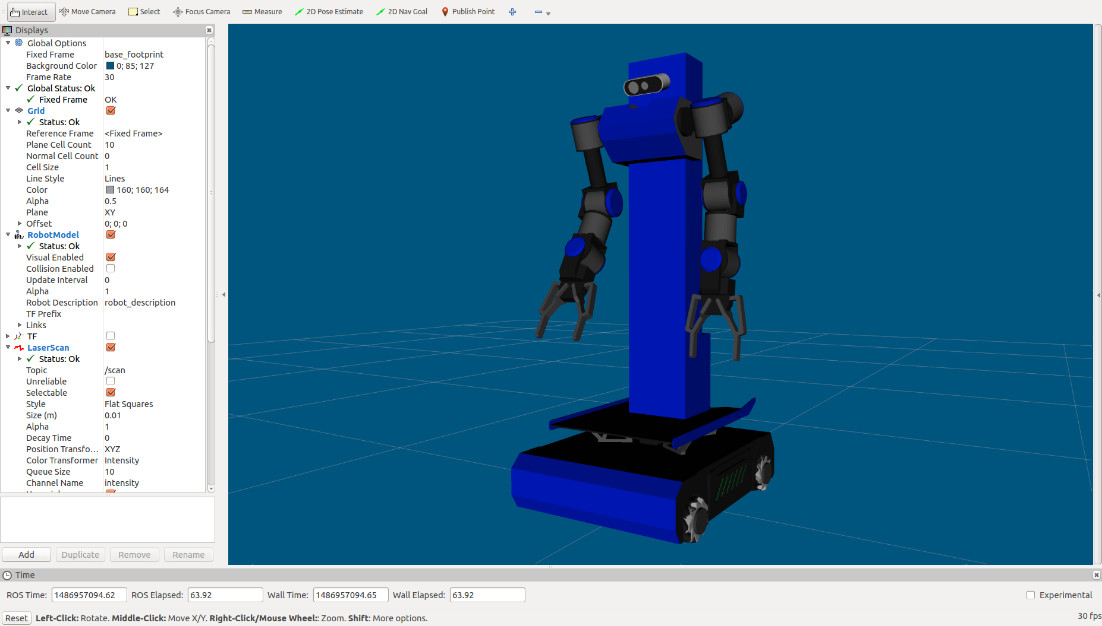 Interact Move Camera Select Focus Camera Measure 2D Pose Estimate 2D Nav Goal Publish Point
Displays
Global Options
Fixed Frame base_footprint
Background Color 0; 85; 127
Frame Rate 30
Global Status: Ok
Fixed Frame OK
Grid
Status: Ok
Reference Frame <Fixed Frame>
Plane Cell Count 10
Normal Cell Count 0
Cell Size 1
Line Style Lines
Color 160; 160; 164
Alpha 0.5
Plane XY
Offset 0; 0; 0
RobotModel
Status: Ok
Visual Enabled
Collision Enabled
Update Interval 0
Alpha 1
Robot Description robot_description
TF Prefix
Links
TF
LaserScan
Status: Ok
Topic /scan
Unreliable
Selectable
Style Flat Squares
Size (m) 0.01
Alpha 1
Decay Time 0
Position Transfo... XYZ
Color Transformer Intensity
Queue Size 10
Channel Name intensity
Add Duplicate Remove Rename
Time
ROS Time: 1486957094.62 ROS Elapsed: 63.92 Wall Time: 1486957094.65 Wall Elapsed: 63.92 Experimental
Reset Left-Click: Rotate. Middle-Click: Move X/Y. Right-Click/Mouse Wheel:: Zoom. Shift: More options. 30 fps